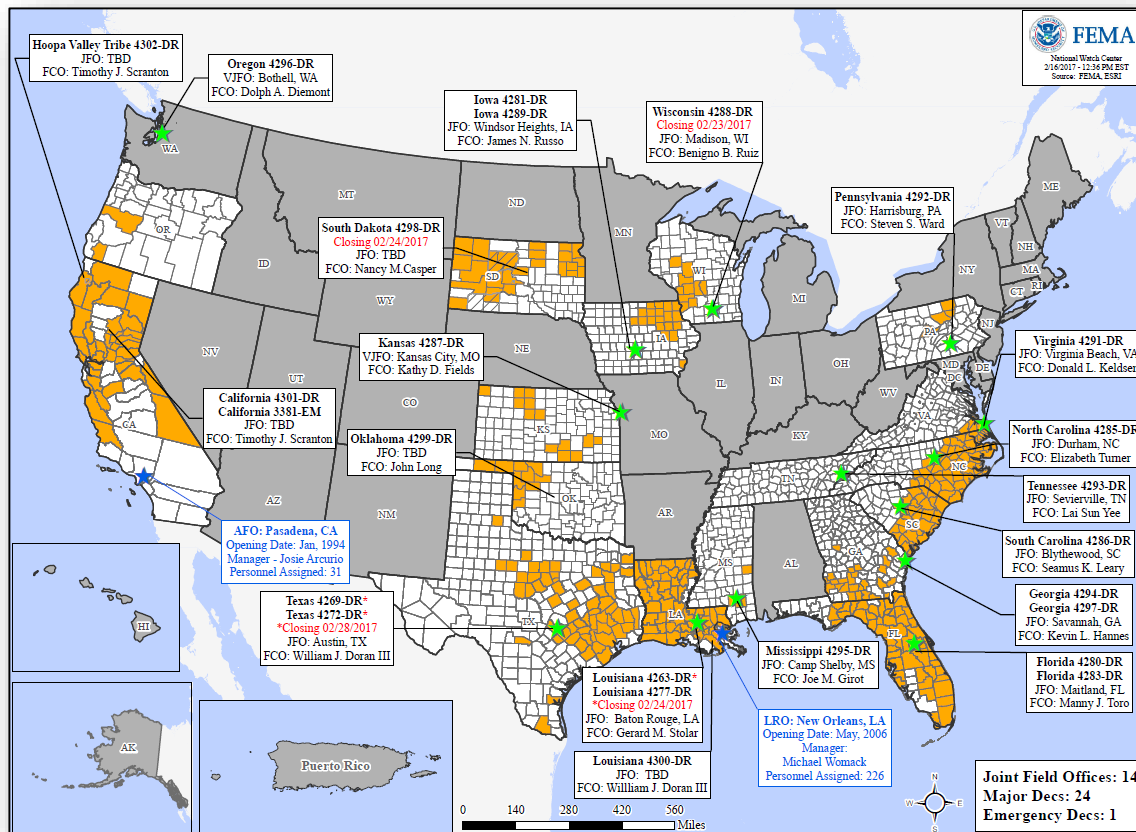 FEMA
National Watch Center
2/16/2017 - 12:36 PM EST
Source: FEMA, ESRI
Hoopa Valley Tribe 4302-DR
JFO: TBD
FCO: Timothy J. Scranton
Oregon 4296-DR
VJFO: Bothell, WA
FCO: Dolph A. Diemont
Iowa 4281-DR
Iowa 4289-DR
JFO: Windsor Heights, IA
FCO: James N. Russo
Wisconsin 4288-DR
Closing 02/23/2017
JFO: Madison, WI
FCO: Benigno B. Ruiz
Pennsylvania 4292-DR
JFO: Harrisburg, PA
FCO: Steven S. Ward
South Dakota 4298-DR
Closing 02/24/2017
JFO: TBD
FCO: Nancy M.Casper
Kansas 4287-DR
VJFO: Kansas City, MO
FCO: Kathy D. Fields
Virginia 4291-DR
JFO: Virginia Beach, VA
FCO: Donald L. Keldsen
California 4301-DR
California 3381-EM
JFO: TBD
FCO: Timothy J. Scranton
Oklahoma 4299-DR
JFO: TBD
FCO: John Long
North Carolina 4285-DR
JFO: Durham, NC
FCO: Elizabeth Turner
Tennessee 4293-DR
JFO: Sevierville, TN
FCO: Lai Sun Yee
AFO: Pasadena, CA
Opening Date: Jan, 1994
Manager - Josie Arcurio
Personnel Assigned: 31
South Carolina 4286-DR
JFO: Blythewood, SC
FCO: Seamus K. Leary
Texas 4269-DR*
Texas 4272-DR*
*Closing 02/28/2017
JFO: Austin, TX
FCO: William J. Doran III
Georgia 4294-DR
Georgia 4297-DR
JFO: Savannah, GA
FCO: Kevin L. Hannes
Mississippi 4295-DR
JFO: Camp Shelby, MS
FCO: Joe M. Girot
Florida 4280-DR
Florida 4283-DR
JFO: Maitland, FL
FCO: Manny J. Toro
Louisiana 4263-DR*
Louisiana 4277-DR
*Closing 02/24/2017
JFO: Baton Rouge, LA
FCO: Gerard M. Stolar
LRO: New Orleans, LA
Opening Date: May, 2006
Manager:
Michael Womack
Personnel Assigned: 226
Louisiana 4300-DR
JFO: TBD
FCO: Willliam J. Doran III
WA
MT
ND
MN
ME
VT
NH
OR
ID
SD
WI
NY
MA
CT
RI
WY
MI
IA
PA
NJ
NV
NE
OH
MD
DE
DC
UT
IL
IN
WV
CO
VA
CA
KS
MO
KY
NC
TN
AZ
NM
OK
AR
SC
MS
AL
GA
TX
LA
FL
HI
AK
Puerto Rico
0
140
280
420
560
Miles
N
W
E
S
Joint Field Offices: 14
Major Decs: 24
Emergency Decs: 1